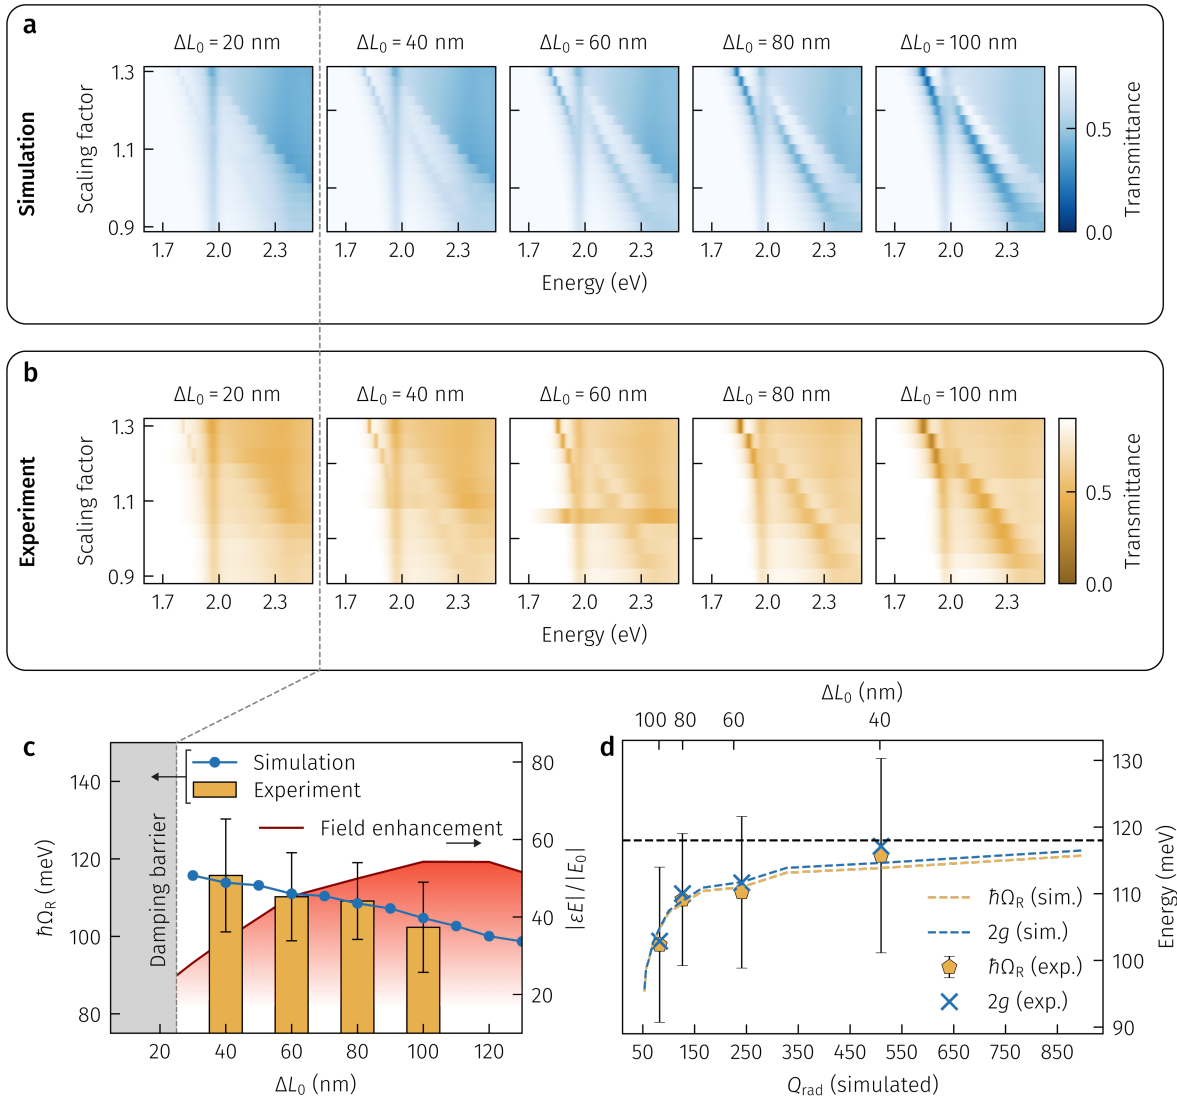 a
ΔL0 = 20 nm
ΔL0 = 40 nm
ΔL0 = 60 nm
ΔL0 = 80 nm
ΔL0 = 100 nm
Simulation
Scaling factor
1.3
1.1
0.9
1.7 2.0 2.3
1.7 2.0 2.3
1.7 2.0 2.3
1.7 2.0 2.3
1.7 2.0 2.3
Energy (eV)
0.5
0.0
Transmittance
b
ΔL0 = 20 nm
ΔL0 = 40 nm
ΔL0 = 60 nm
ΔL0 = 80 nm
ΔL0 = 100 nm
Experiment
Scaling factor
1.3
1.1
0.9
1.7 2.0 2.3
1.7 2.0 2.3
1.7 2.0 2.3
1.7 2.0 2.3
1.7 2.0 2.3
Energy (eV)
0.5
0.0
Transmittance
c
Simulation
Experiment
Field enhancement
Damping barrier
ℏΩR (meV)
140
120
100
80
80
60
40
20
|εE| / |E0|
20 40 60 80 100 120
ΔL0 (nm)
d
ΔL0 (nm)
100 80 60 40
130
120
110
100
90
Energy (meV)
ℏΩR (sim.)
2g (sim.)
ℏΩR (exp.)
2g (exp.)
50 150 250 350 450 550 650 750 850
Qrad (simulated)